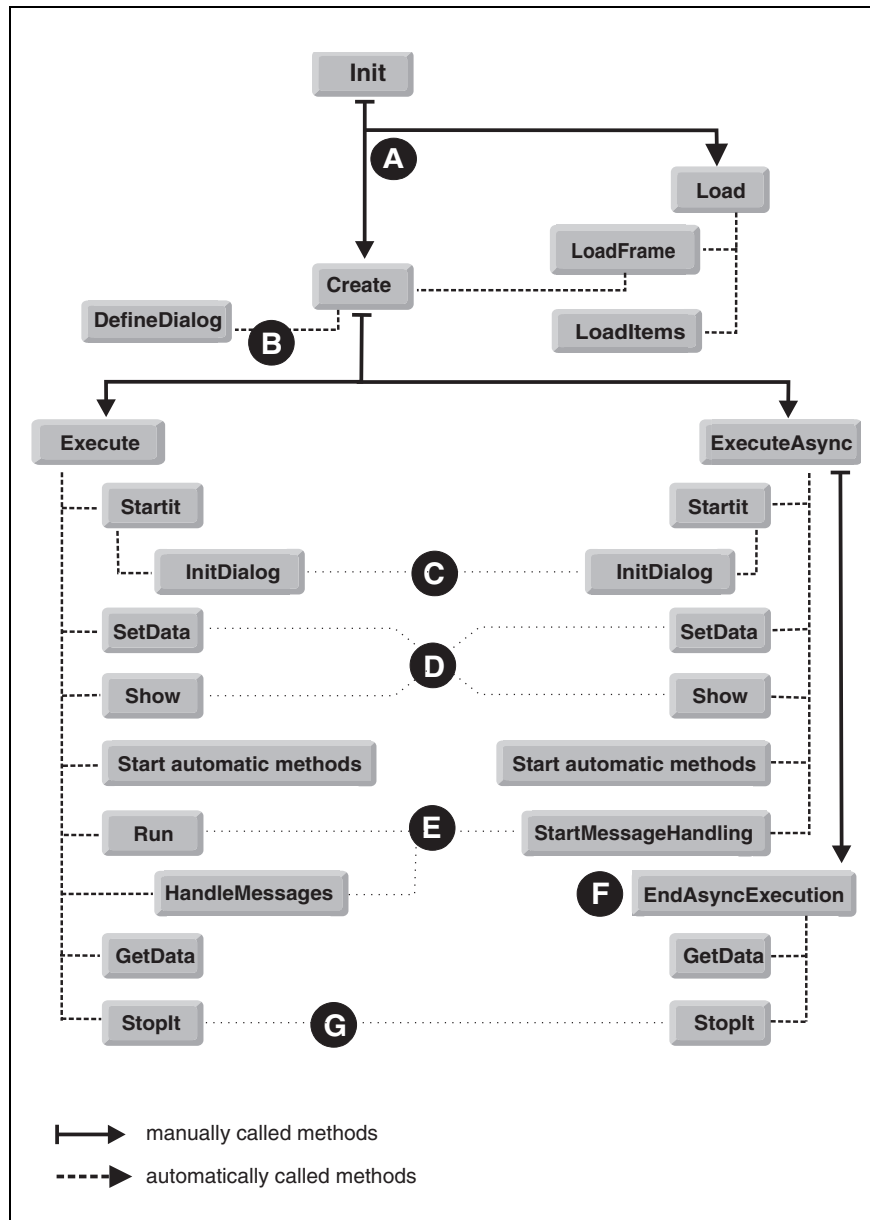 Init
A
Load
LoadFrame
Create
DefineDialog
B
LoadItems
Execute
ExecuteAsync
Startit
Startit
InitDialog
C
InitDialog
SetData
SetData
D
Show
Show
Start automatic methods
Start automatic methods
E
Run
StartMessageHandling
HandleMessages
F
EndAsyncExecution
GetData
GetData
StopIt
G
StopIt
manually called methods
automatically called methods